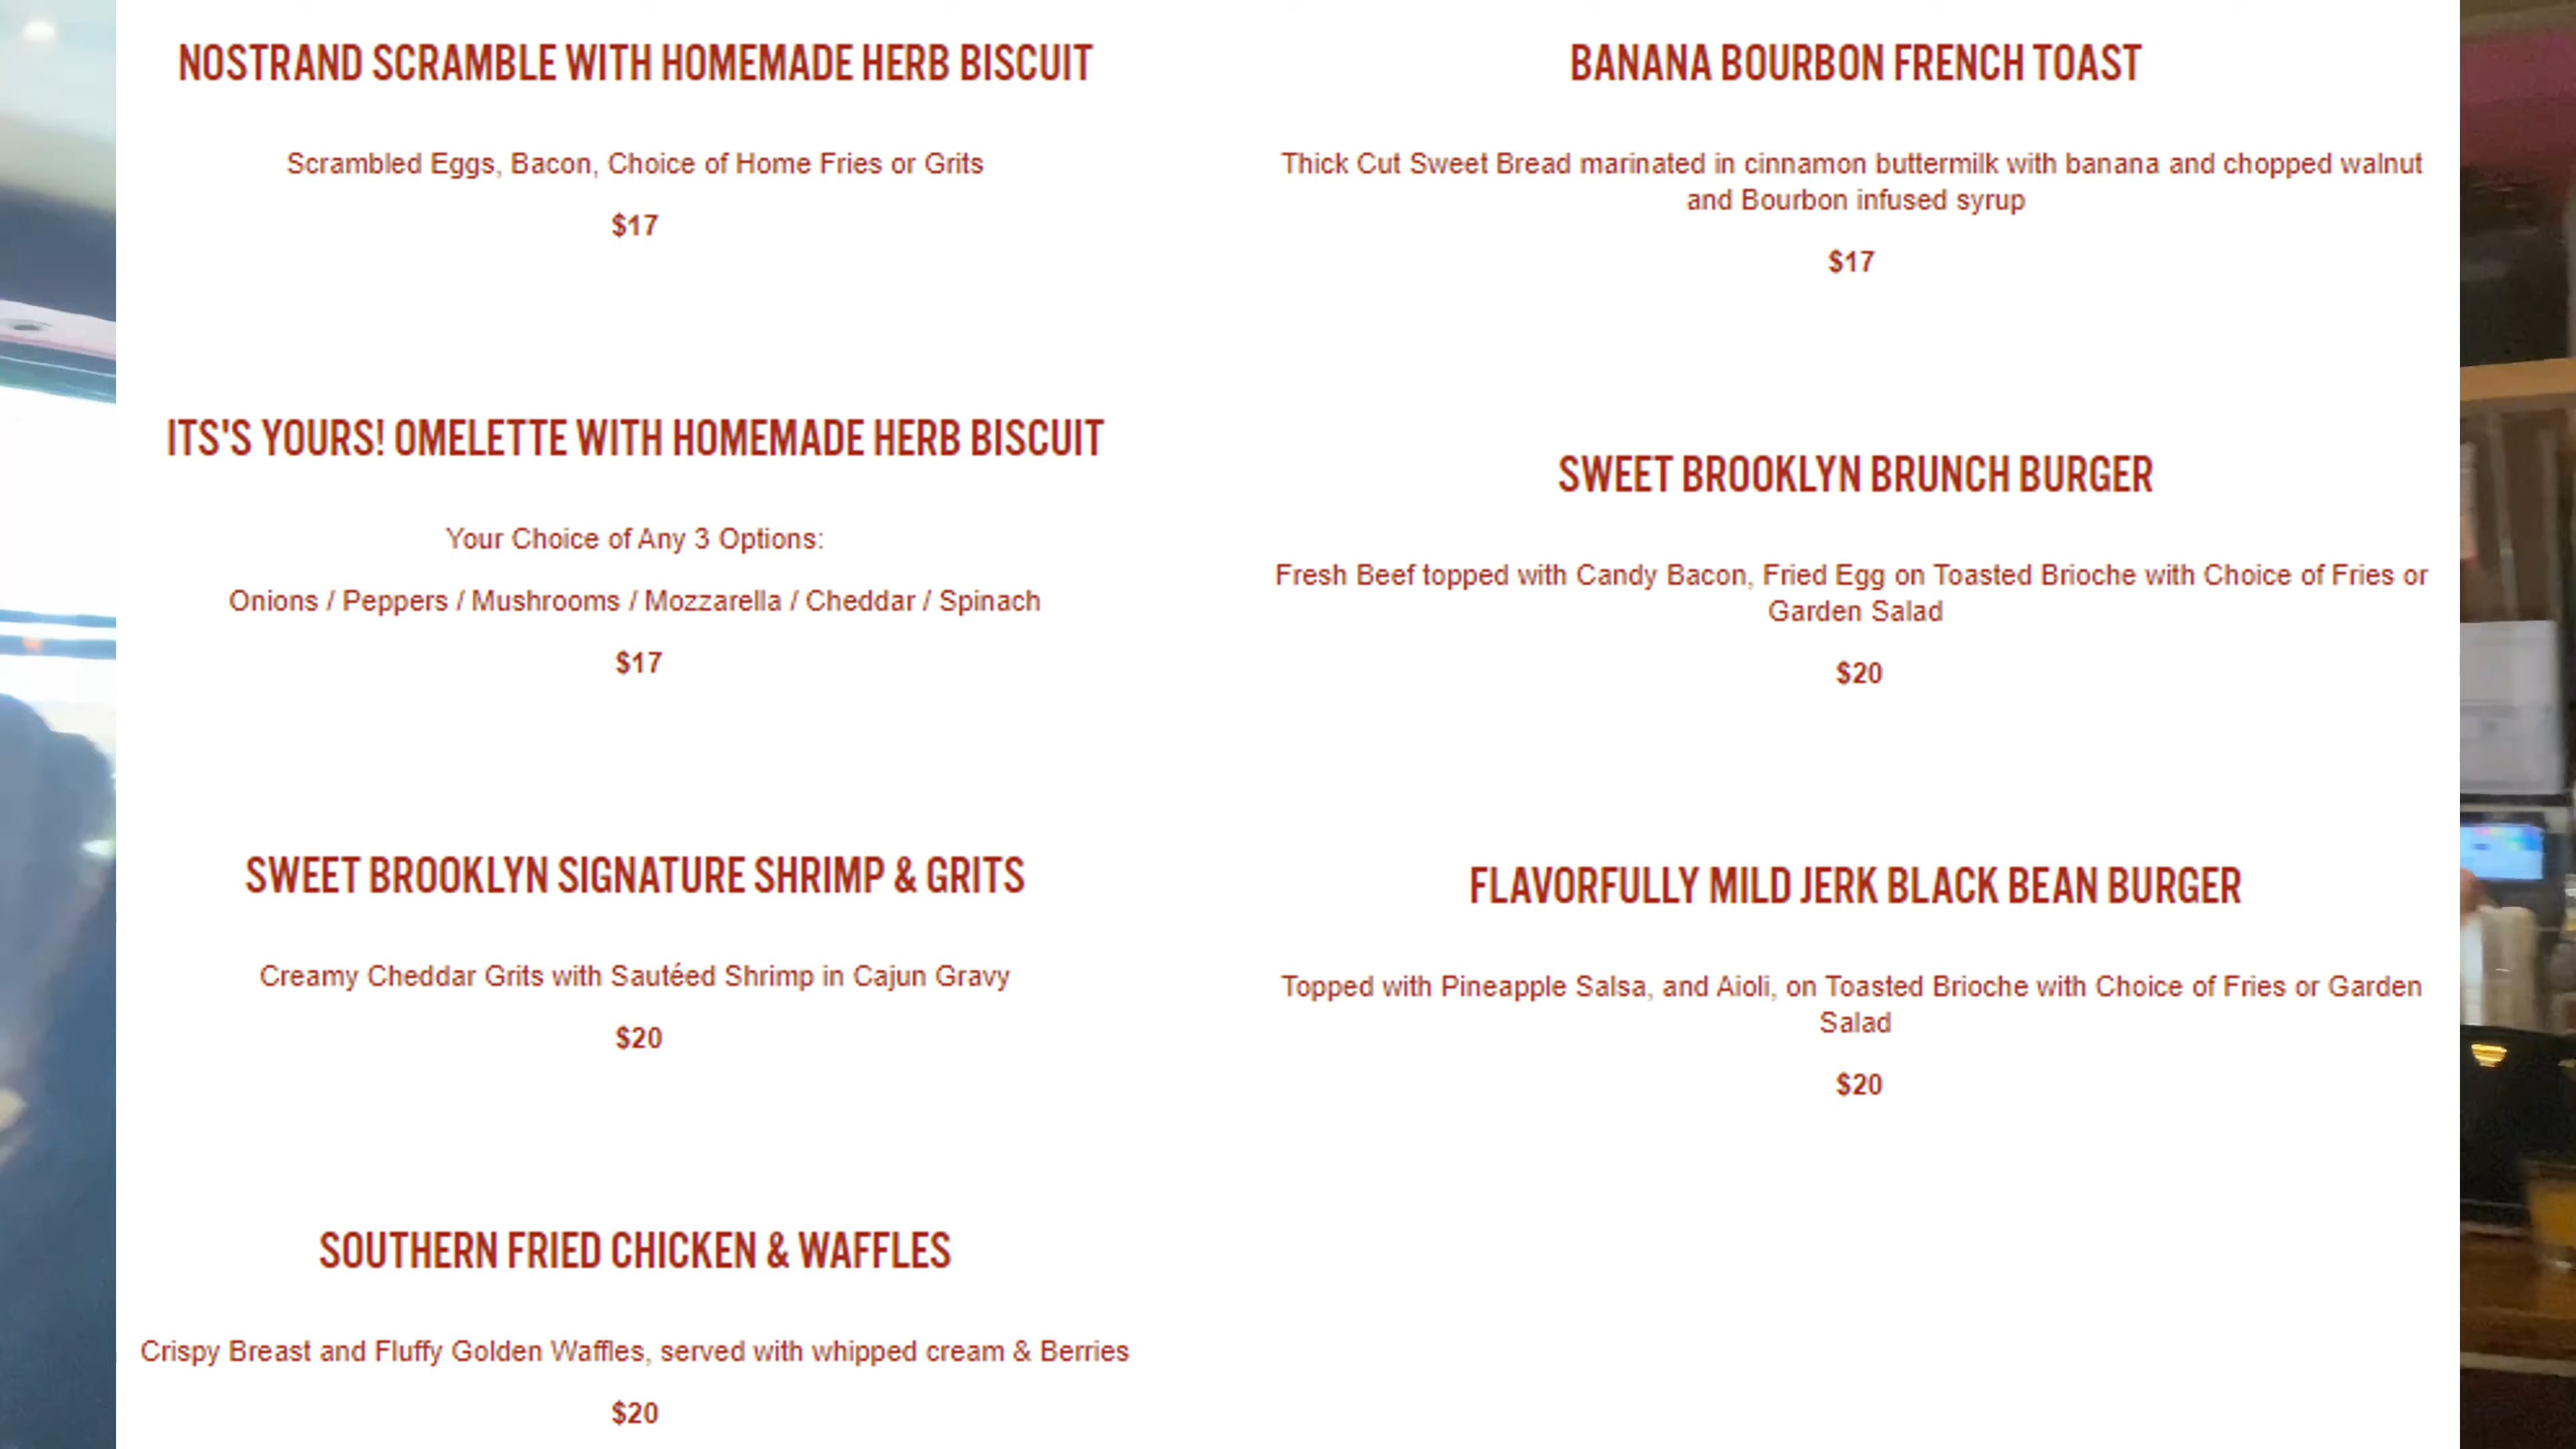 NOSTRAND SCRAMBLE WITH HOMEMADE HERB BISCUIT
Scrambled Eggs, Bacon, Choice of Home Fries or Grits
$17
ITS'S YOURS! OMELETTE WITH HOMEMADE HERB BISCUIT
Your Choice of Any 3 Options:
Onions / Peppers / Mushrooms / Mozzarella / Cheddar / Spinach
$17
SWEET BROOKLYN SIGNATURE SHRIMP & GRITS
Creamy Cheddar Grits with Sautéed Shrimp in Cajun Gravy
$20
SOUTHERN FRIED CHICKEN & WAFFLES
Crispy Breast and Fluffy Golden Waffles, served with whipped cream & Berries
$20
BANANA BOURBON FRENCH TOAST
Thick Cut Sweet Bread marinated in cinnamon buttermilk with banana and chopped walnut
and Bourbon infused syrup
$17
SWEET BROOKLYN BRUNCH BURGER
Fresh Beef topped with Candy Bacon, Fried Egg on Toasted Brioche with Choice of Fries or
Garden Salad
$20
FLAVORFULLY MILD JERK BLACK BEAN BURGER
Topped with Pineapple Salsa, and Aioli, on Toasted Brioche with Choice of Fries or Garden
Salad
$20